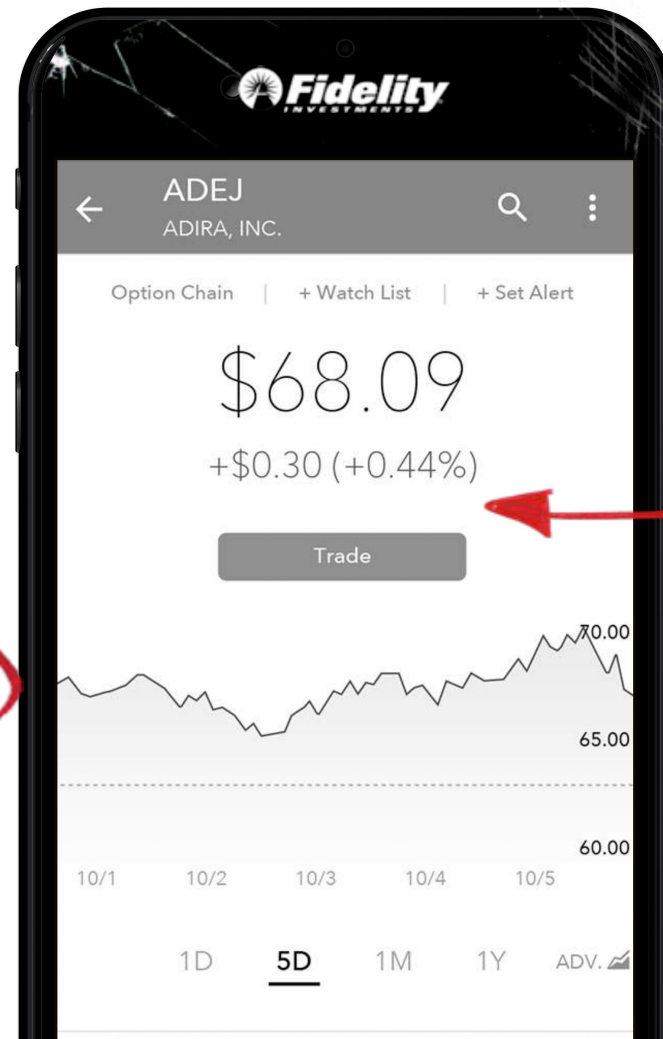 Fidelity
INVESTMENTS
ADEJ
ADIRA, INC.
Option Chain | + Watch List | + Set Alert
$68.09
+$0.30 (+0.44%)
Trade
70.00
65.00
60.00
10/1 10/2 10/3 10/4 10/5
1D 5D 1M 1Y ADV.